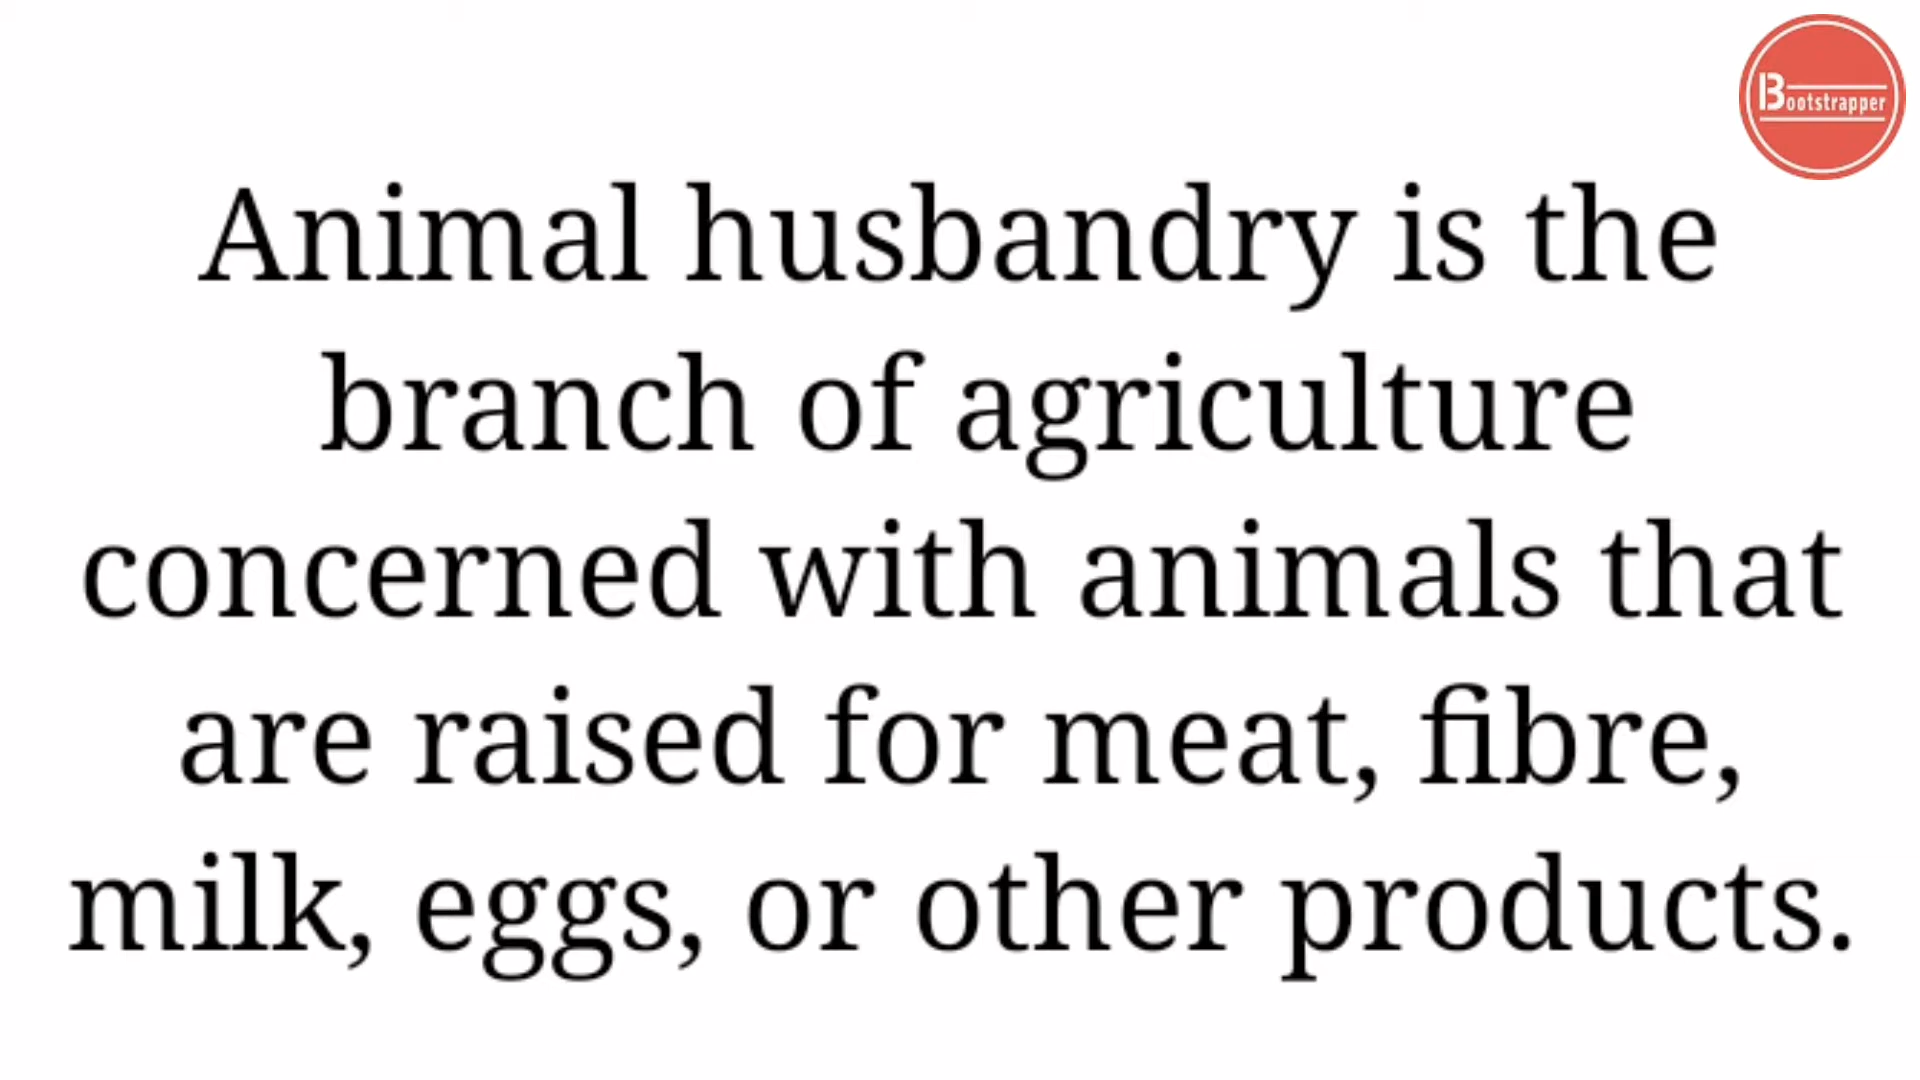 Bootstrapper
Animal husbandry is the
branch of agriculture
concerned with animals that
are raised for meat, fibre,
milk, eggs, or other products.